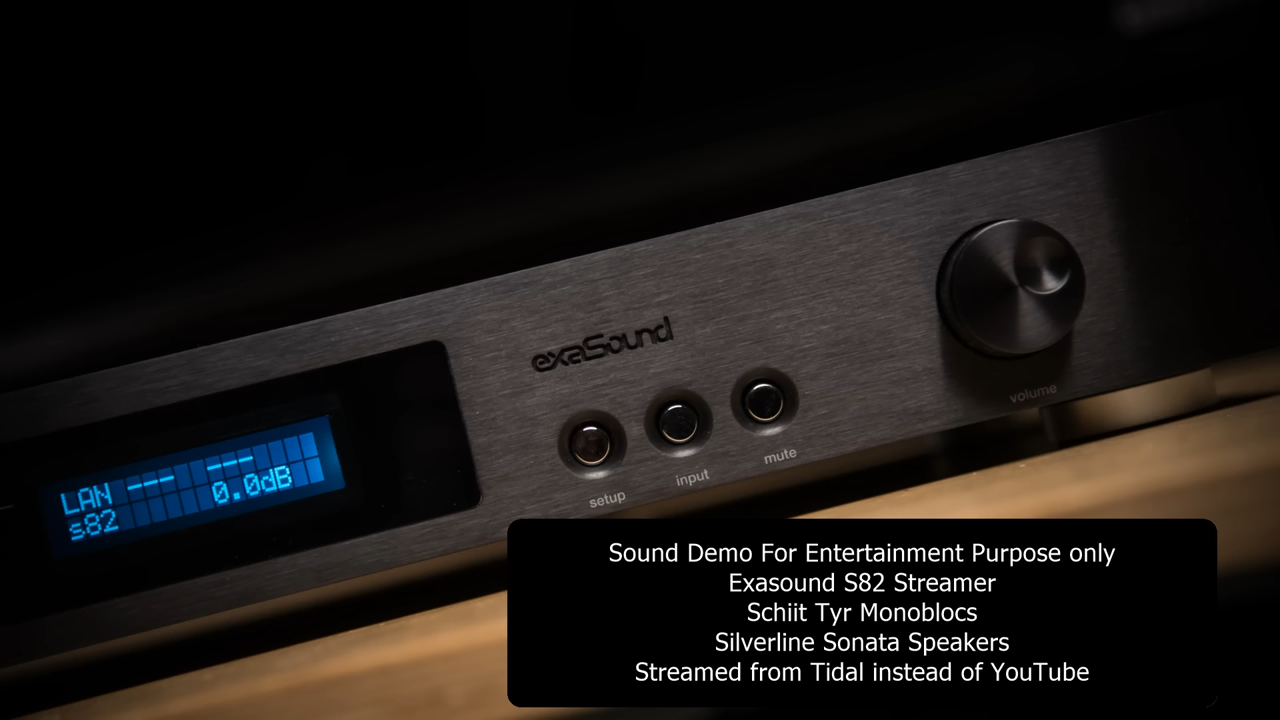 exaSound
volume
mute
input
setup
LAN --- ---
s82 0.0dB
Sound Demo For Entertainment Purpose only
Exasound S82 Streamer
Schiit Tyr Monoblocs
Silverline Sonata Speakers
Streamed from Tidal instead of YouTube